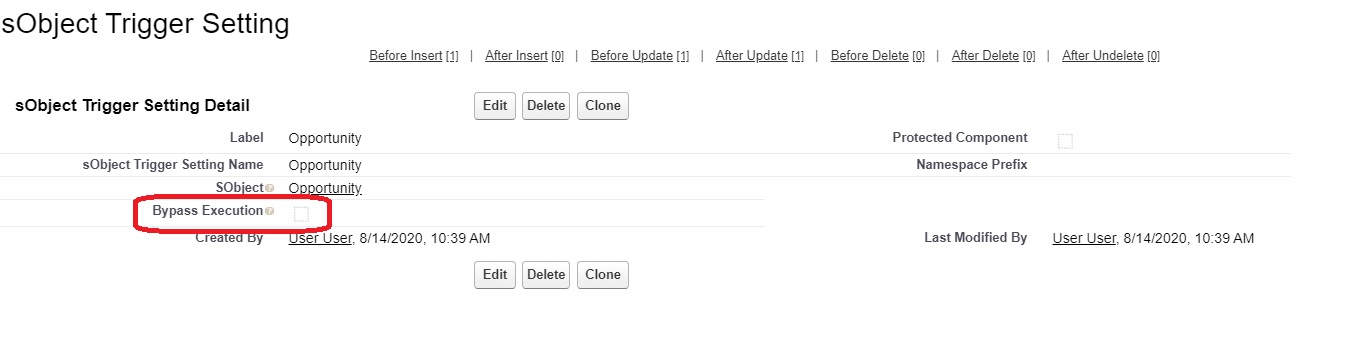 sObject Trigger Setting
Before Insert [1] | After Insert [0] | Before Update [1] | After Update [1] | Before Delete [0] | After Delete [0] | After Undelete [0]
sObject Trigger Setting Detail Edit Delete Clone
Label Opportunity Protected Component
sObject Trigger Setting Name Opportunity Namespace Prefix
SObject ? Opportunity
Bypass Execution ?
Created By User User, 8/14/2020, 10:39 AM Last Modified By User User, 8/14/2020, 10:39 AM
Edit Delete Clone